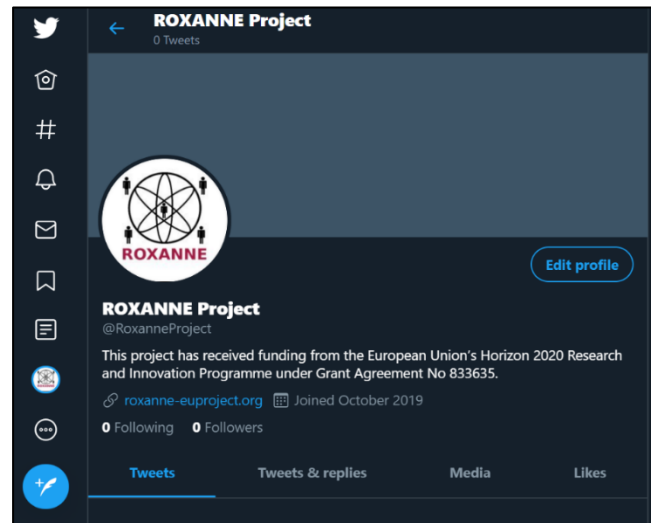 ROXANNE Project
0 Tweets
ROXANNE
Edit profile
ROXANNE Project
@RoxanneProject
This project has received funding from the European Union's Horizon 2020 Research
and Innovation Programme under Grant Agreement No 833635.
roxanne-euproject.org Joined October 2019
0 Following 0 Followers
Tweets Tweets & replies Media Likes